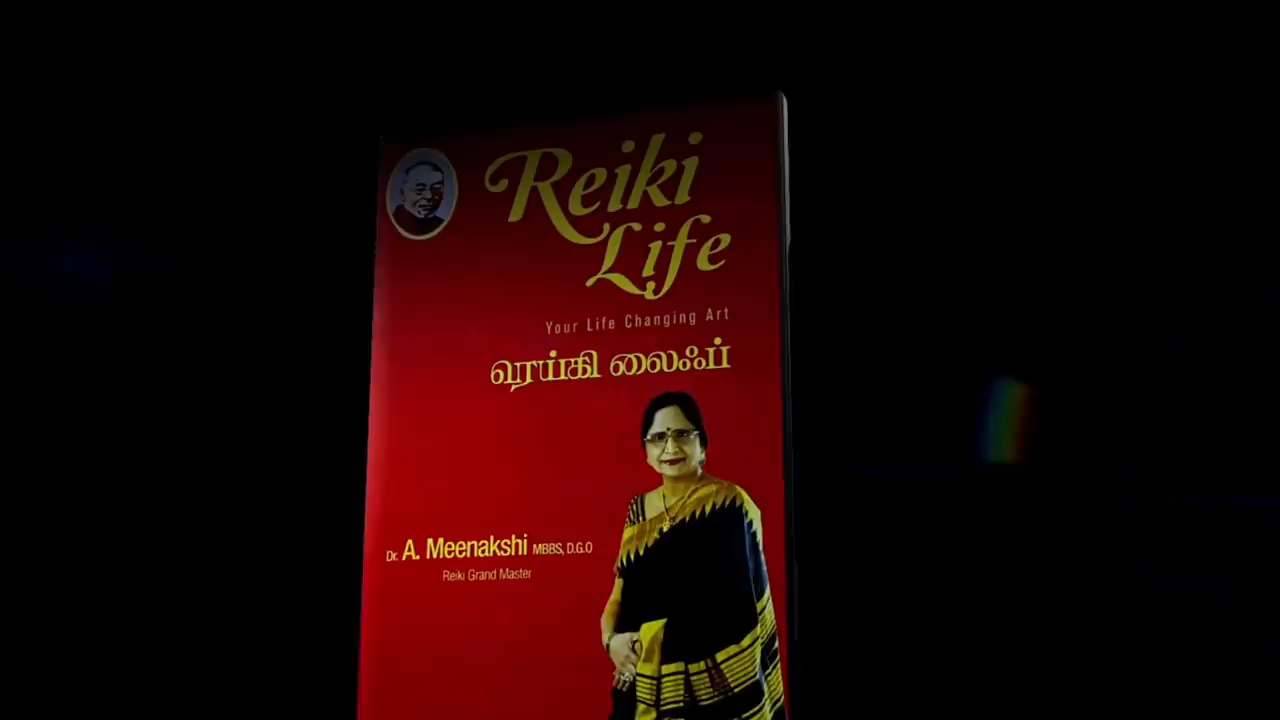 Reiki
Life
Your Life Changing Art
ரெய்கி லைஃப்
Dr. A. Meenakshi MBBS, D.G.O
Reiki Grand Master